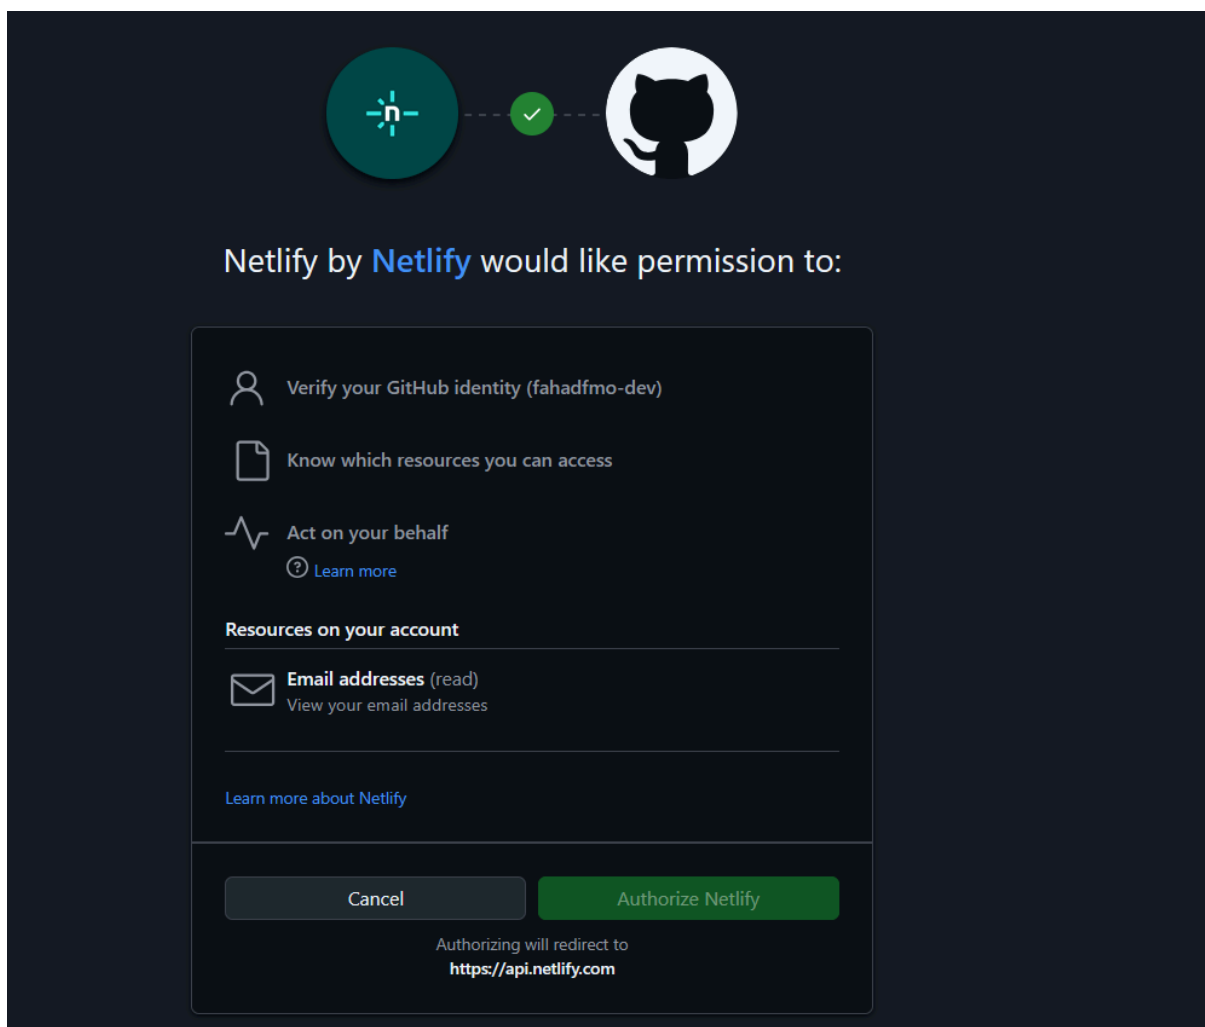 n
Netlify by Netlify would like permission to:
Verify your GitHub identity (fahadfmo-dev)
Know which resources you can access
Act on your behalf
? Learn more
Resources on your account
Email addresses (read)
View your email addresses
Learn more about Netlify
Cancel
Authorize Netlify
Authorizing will redirect to
https://api.netlify.com